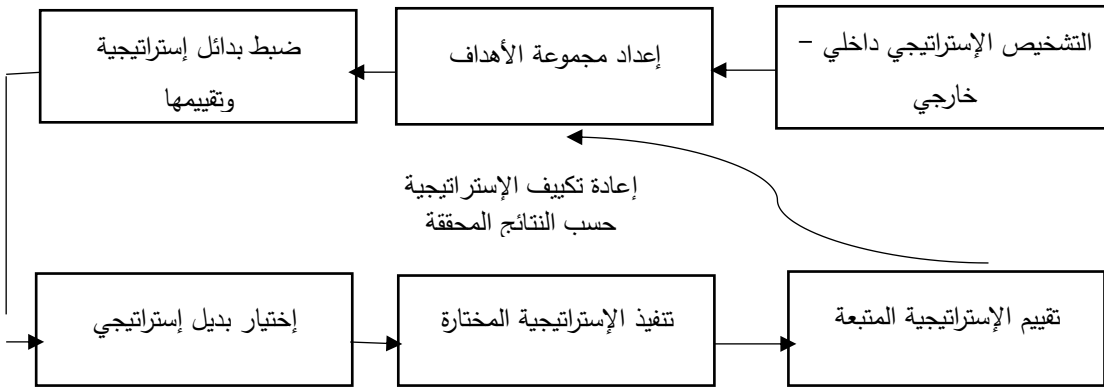 التشخيص الإستراتيجي داخلي –
خارجي
إعداد مجموعة الأهداف
ضبط بدائل إستراتيجية
وتقييمها
إعادة تكييف الإستراتيجية
حسب النتائج المحققة
إختيار بديل إستراتيجي
تنفيذ الإستراتيجية المختارة
تقييم الإستراتيجية المتبعة